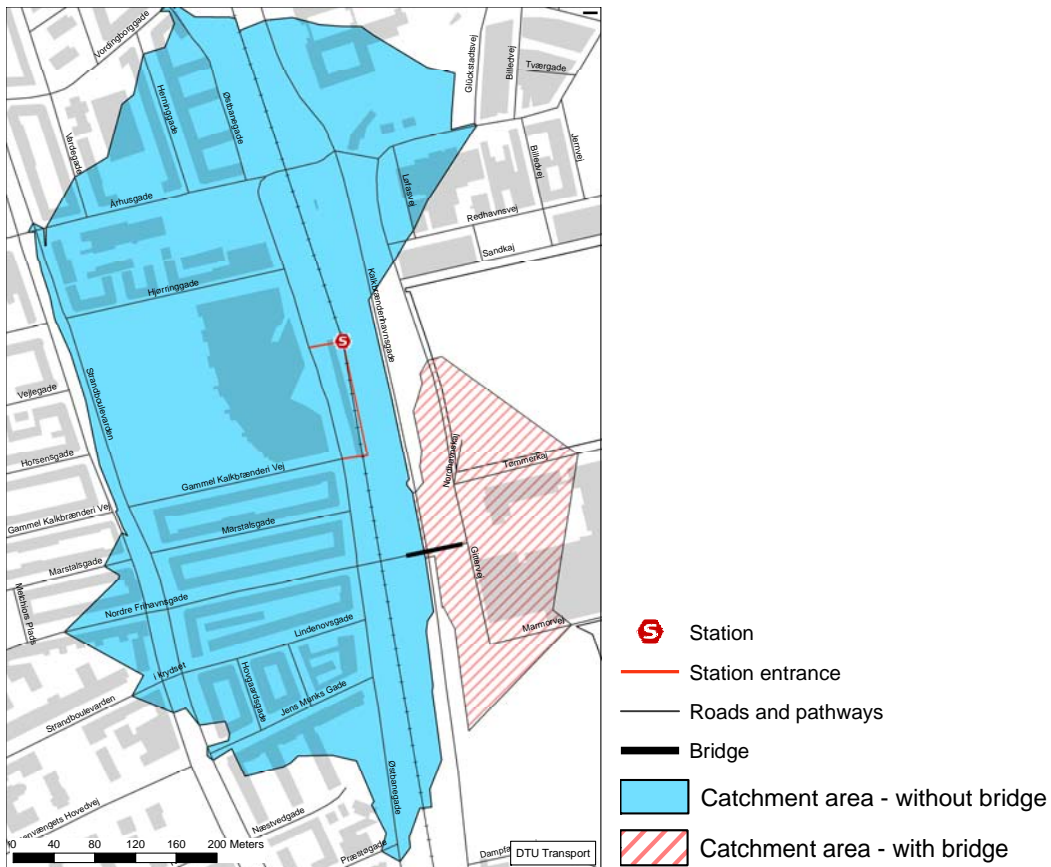 Vordingborggade
Glückstadtsvej
Billedvej
Tværgade
Herninggade
Østbanegade
Vardegade
Billedvej
Jernvej
Århusgade
Redhavnsvej
Sandkaj
Hjørringgade
Kalkbrænderihavnsgade
S
Vejlegade
Strandboulevarden
Horsensgade
Gammel Kalkbrænderi Vej
Nordhavnskaj
Tømmerkaj
Gammel Kalkbrænderi Vej
Marstalsgade
Marstalsgade
Gittervej
Melchiors Plads
Nordre Frihavnsgade
Lindenovsgade
Marmorvej
I Krydset
Hovgaardsgade
Jens Munks Gade
Strandboulevarden
Østbanegade
Næstvedgade
Præstøgade
0 40 80 120 160 200 Meters
DTU Transport
S Station
Station entrance
Roads and pathways
Bridge
Catchment area - without bridge
Catchment area - with bridge